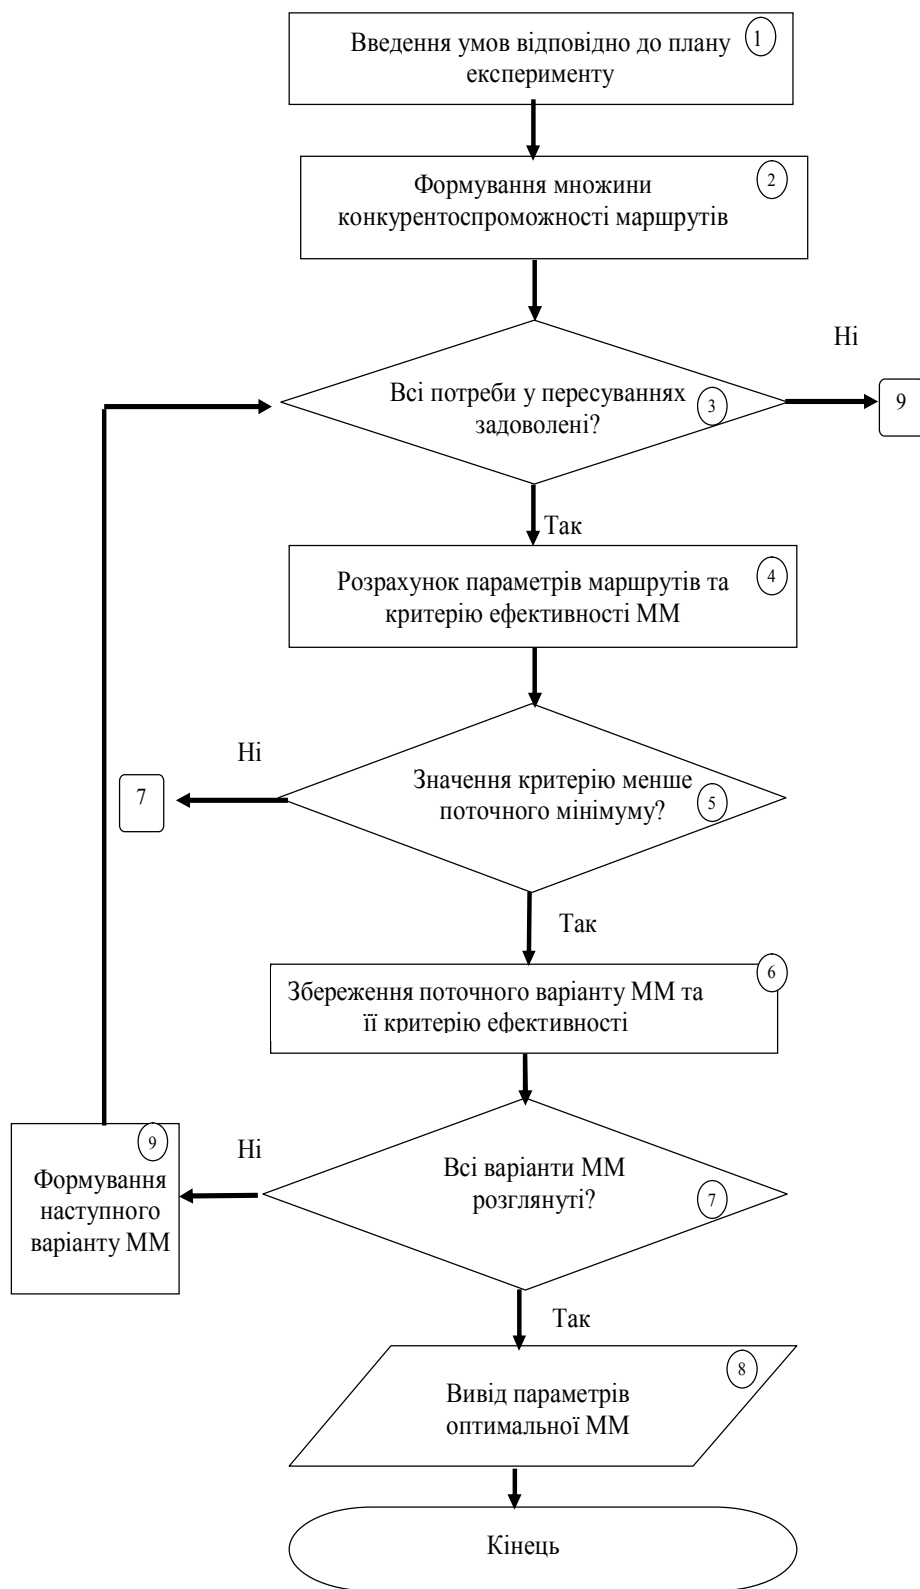 Введення умов відповідно до плану
експерименту
1
Формування множини
конкурентоспроможності маршрутів
2
Всі потреби у пересуваннях
задоволені?
3
Ні
9
Так
Розрахунок параметрів маршрутів та
критерію ефективності ММ
4
Ні
7
Значення критерію менше
поточного мінімуму?
5
Так
Збереження поточного варіанту ММ та
її критерію ефективності
6
9
Формування
наступного
варіанту ММ
Ні
Всі варіанти ММ
розглянуті?
7
Так
Вивід параметрів
оптимальної ММ
8
Кінець